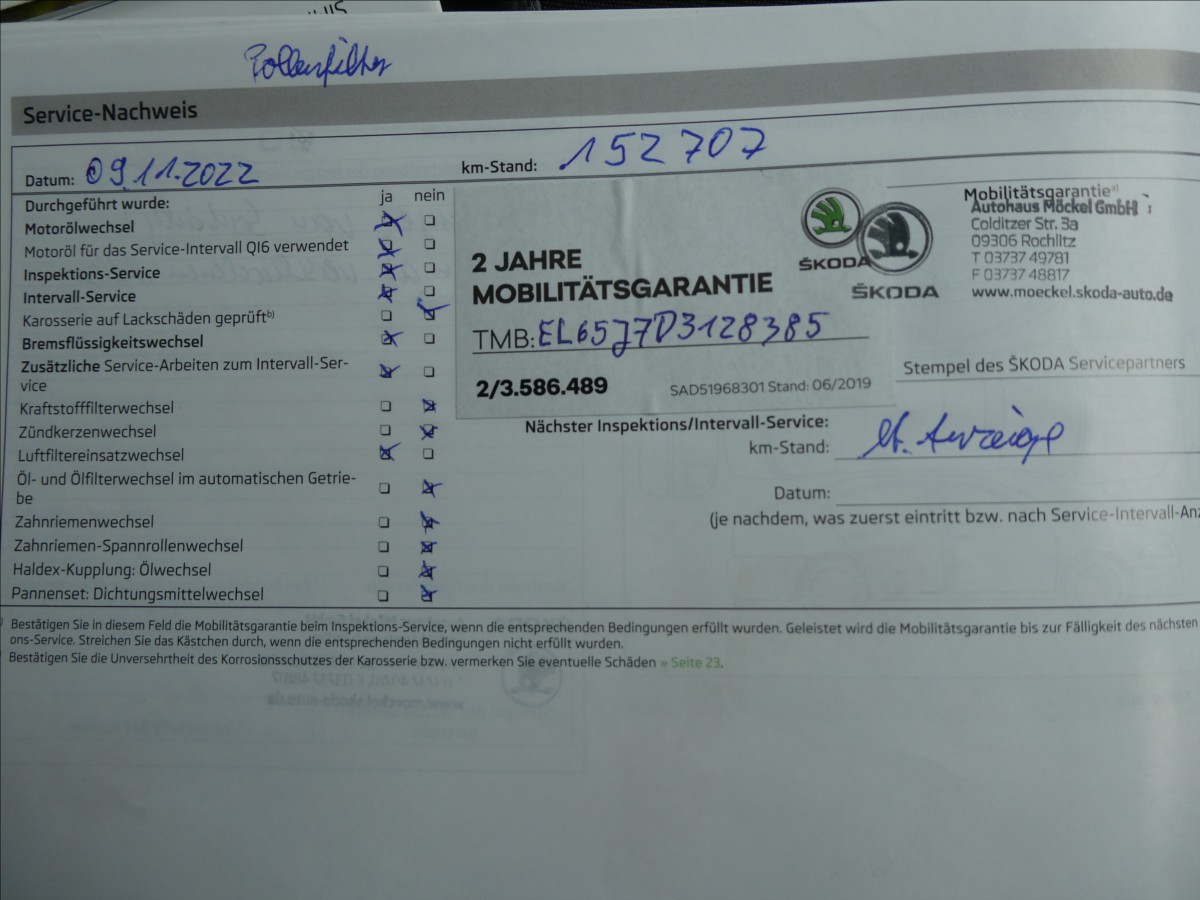 Pollenfilter
Service-Nachweis
Datum: 09.11.2022
km-Stand: 152 707
ja nein
Durchgeführt wurde:
Motorölwechsel
Motoröl für das Service-Intervall QI6 verwendet
Inspektions-Service
Intervall-Service
Karosserie auf Lackschäden geprüft b)
Bremsflüssigkeitswechsel
Zusätzliche Service-Arbeiten zum Intervall-Ser-
vice
Kraftstofffilterwechsel
Zündkerzenwechsel
Luftfiltereinsatzwechsel
Öl- und Ölfilterwechsel im automatischen Getrie-
be
Zahnriemenwechsel
Zahnriemen-Spannrollenwechsel
Haldex-Kupplung: Ölwechsel
Pannenset: Dichtungsmittelwechsel
2 JAHRE
MOBILITÄTSGARANTIE
TMB: EL65J7D3128385
2/3.586.489
SAD51968301 Stand: 06/2019
ŠKODA
ŠKODA
Mobilitätsgarantie a)
Autohaus Möckel GmbH
Colditzer Str. 3a
09306 Rochlitz
T 03737 49781
F 03737 48817
www.moeckel.skoda-auto.de
Stempel des ŠKODA Servicepartners
Nächster Inspektions/Intervall-Service:
km-Stand: lt. Anzeige
Datum:
(je nachdem, was zuerst eintritt bzw. nach Service-Intervall-Anz
Bestätigen Sie in diesem Feld die Mobilitätsgarantie beim Inspektions-Service, wenn die entsprechenden Bedingungen erfüllt wurden. Geleistet wird die Mobilitätsgarantie bis zur Fälligkeit des nächsten
ons-Service. Streichen Sie das Kästchen durch, wenn die entsprechenden Bedingungen nicht erfüllt wurden.
Bestätigen Sie die Unversehrtheit des Korrosionsschutzes der Karosserie bzw. vermerken Sie eventuelle Schäden » Seite 23.